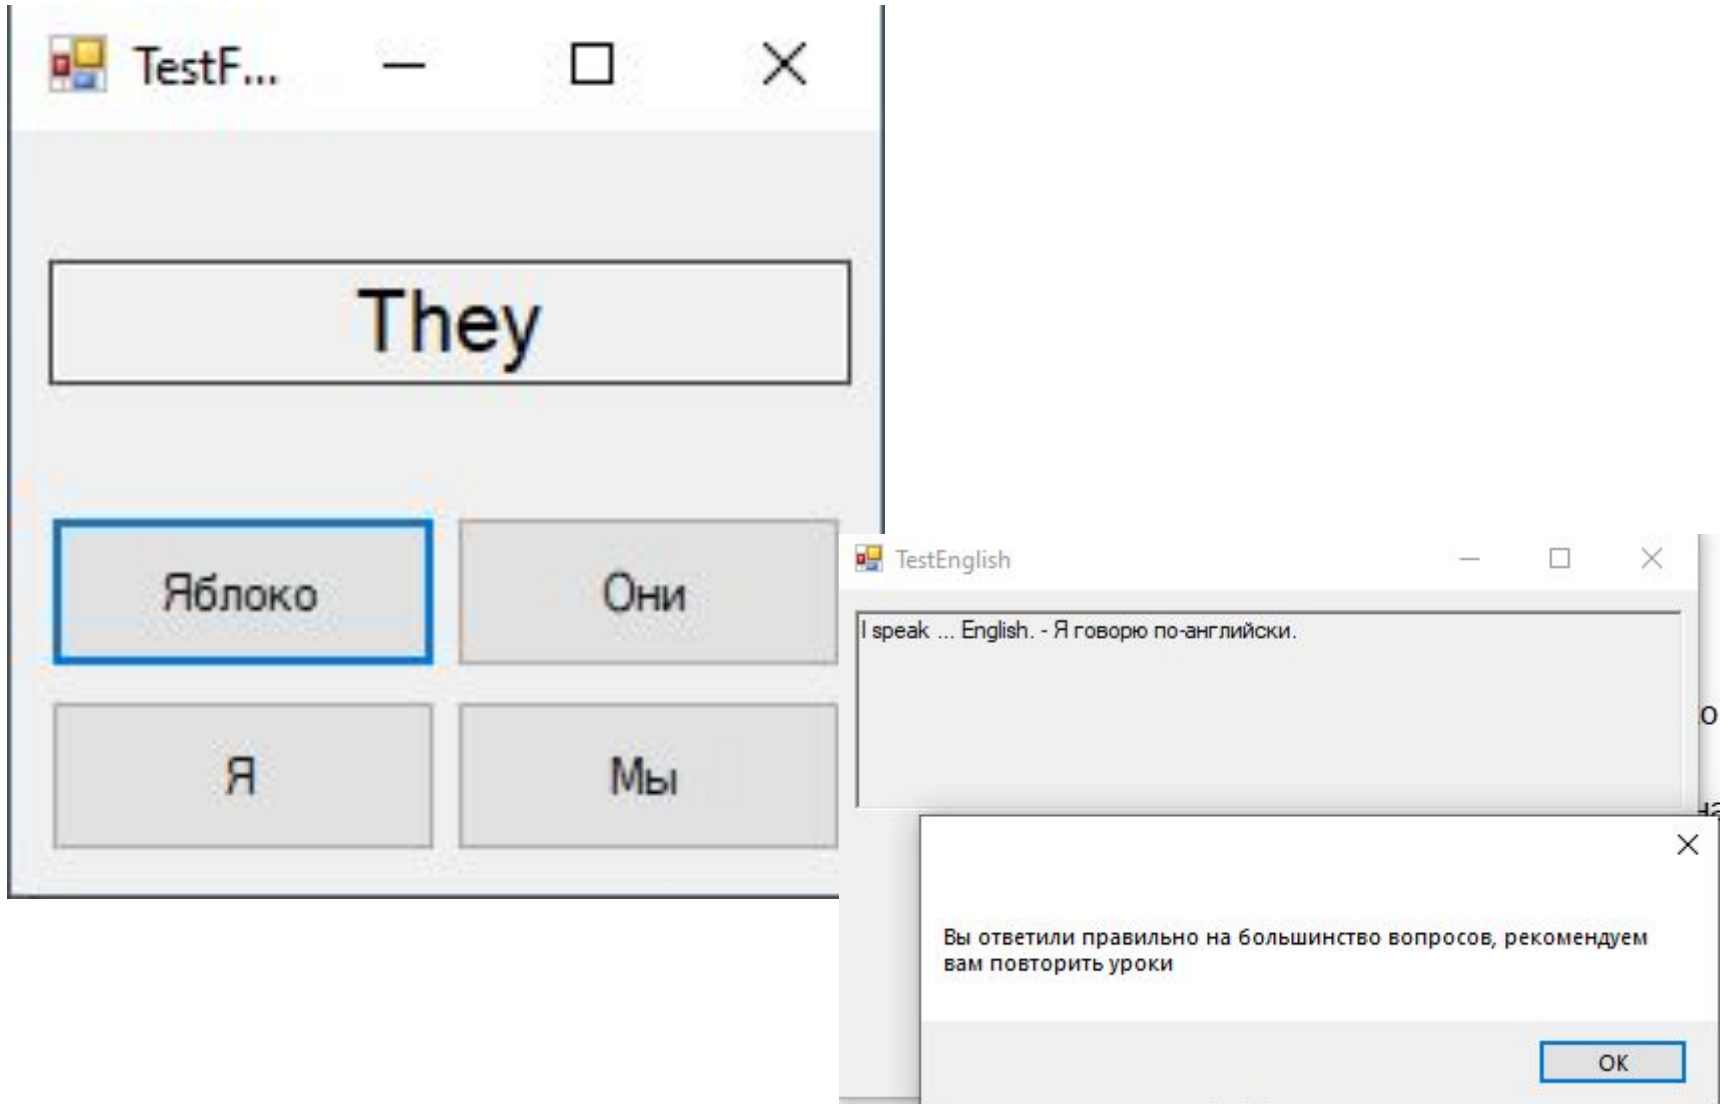 TestF...
They
Яблоко
Они
Я
Мы
TestEnglish
I speak ... English. - Я говорю по-английски.
Вы ответили правильно на большинство вопросов, рекомендуем
вам повторить уроки
OK